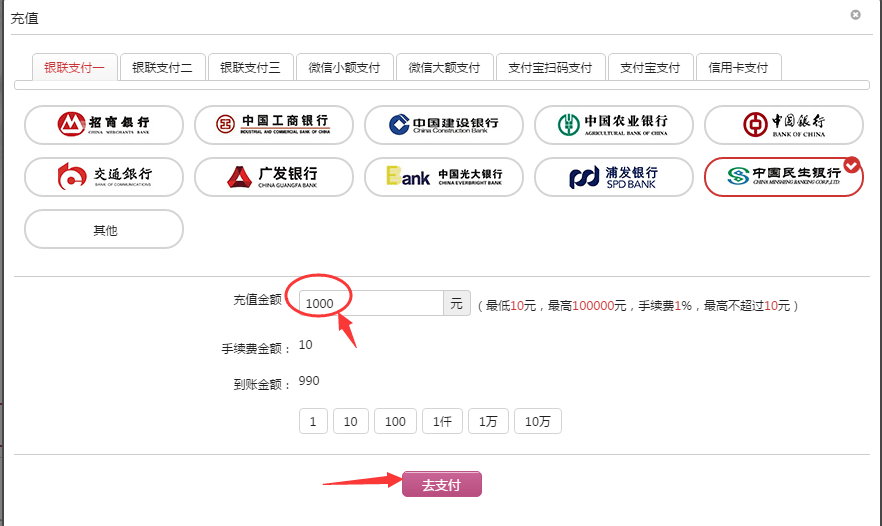 充值
银联支付一 银联支付二 银联支付三 微信小额支付 微信大额支付 支付宝扫码支付 支付宝支付 信用卡支付
招商银行 中国工商银行 中国建设银行 中国农业银行 中国银行
CHINA MERCHANTS BANK INDUSTRIAL AND COMMERCIAL BANK OF CHINA China Construction Bank AGRICULTURAL BANK OF CHINA BANK OF CHINA
交通銀行 广发银行 Bank 中国光大银行 浦发银行 中国民生银行
BANK OF COMMUNICATIONS CHINA GUANGFA BANK CHINA EVERBRIGHT BANK SPD BANK CHINA MINSHENG BANKING CORP.,LTD.
其他
充值金额 1000 元 （最低10元，最高100000元，手续费1%，最高不超过10元）
手续费金额： 10
到账金额： 990
1 10 100 1仟 1万 10万
去支付